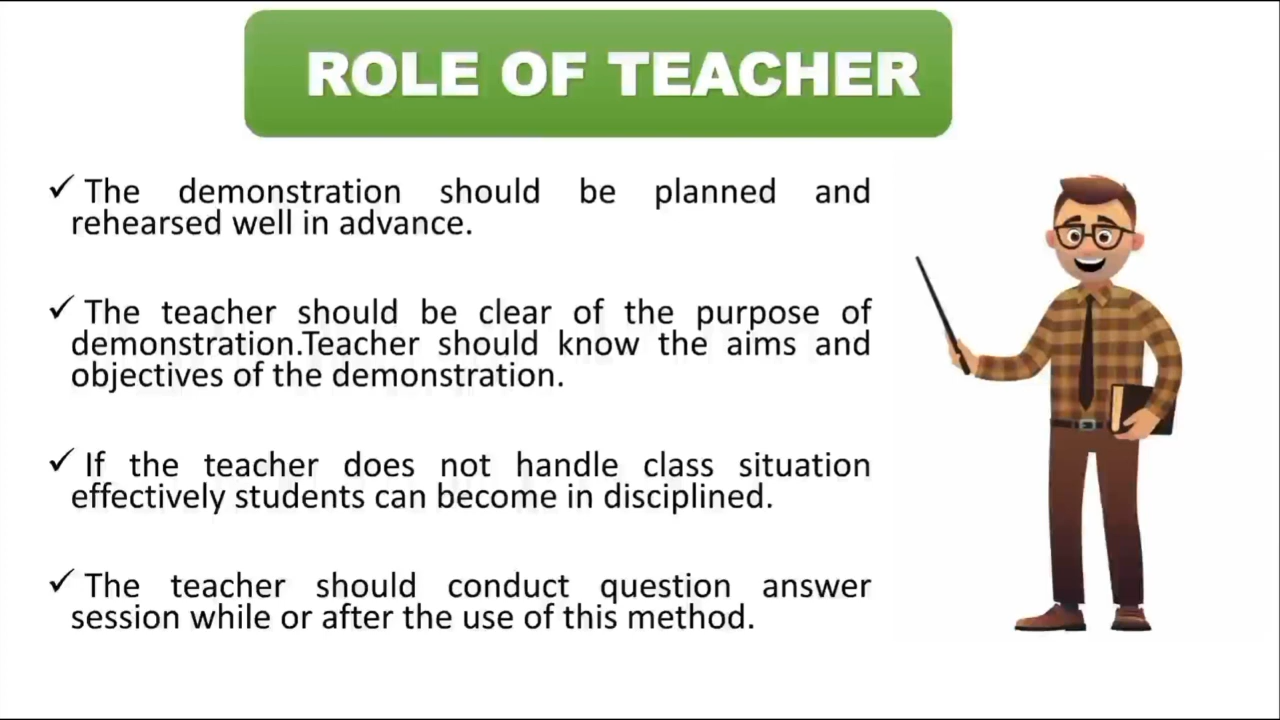 ROLE OF TEACHER
✓ The demonstration should be planned and
rehearsed well in advance.
✓ The teacher should be clear of the purpose of
demonstration.Teacher should know the aims and
objectives of the demonstration.
✓ If the teacher does not handle class situation
effectively students can become in disciplined.
✓ The teacher should conduct question answer
session while or after the use of this method.